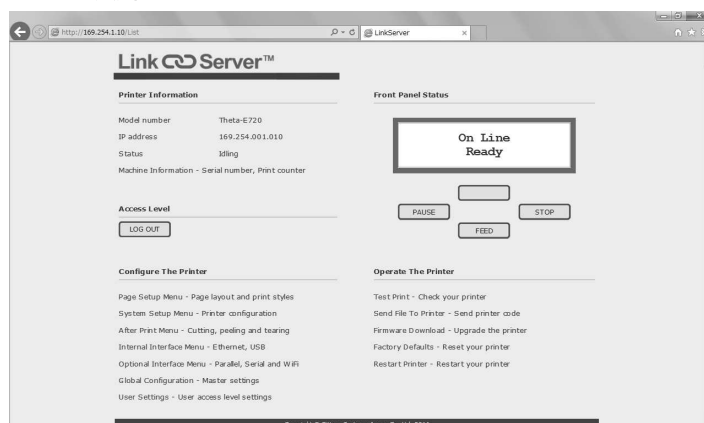 http://169.254.1.10/List
LinkServer
Link Server™
Printer Information
Model number Theta-E720
IP address 169.254.001.010
Status Idling
Machine Information - Serial number, Print counter
Access Level
LOG OUT
Front Panel Status
On Line
Ready
PAUSE
STOP
FEED
Configure The Printer
Page Setup Menu - Page layout and print styles
System Setup Menu - Printer configuration
After Print Menu - Cutting, peeling and tearing
Internal Interface Menu - Ethernet, USB
Optional Interface Menu - Parallel, Serial and WiFi
Global Configuration - Master settings
User Settings - User access level settings
Operate The Printer
Test Print - Check your printer
Send File To Printer - Send printer code
Firmware Download - Upgrade the printer
Factory Defaults - Reset your printer
Restart Printer - Restart your printer